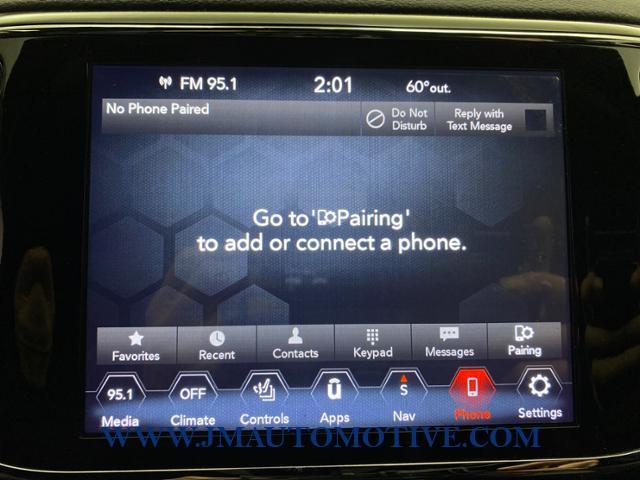 FM 95.1 2:01 60°out.
No Phone Paired
Do Not Disturb
Reply with Text Message
Go to 'Pairing'
to add or connect a phone.
Favorites Recent Contacts Keypad Messages Pairing
95.1 OFF û S
Media Climate Controls Apps Nav Phone Settings
WWW.JMAUTOMOTIVE.COM